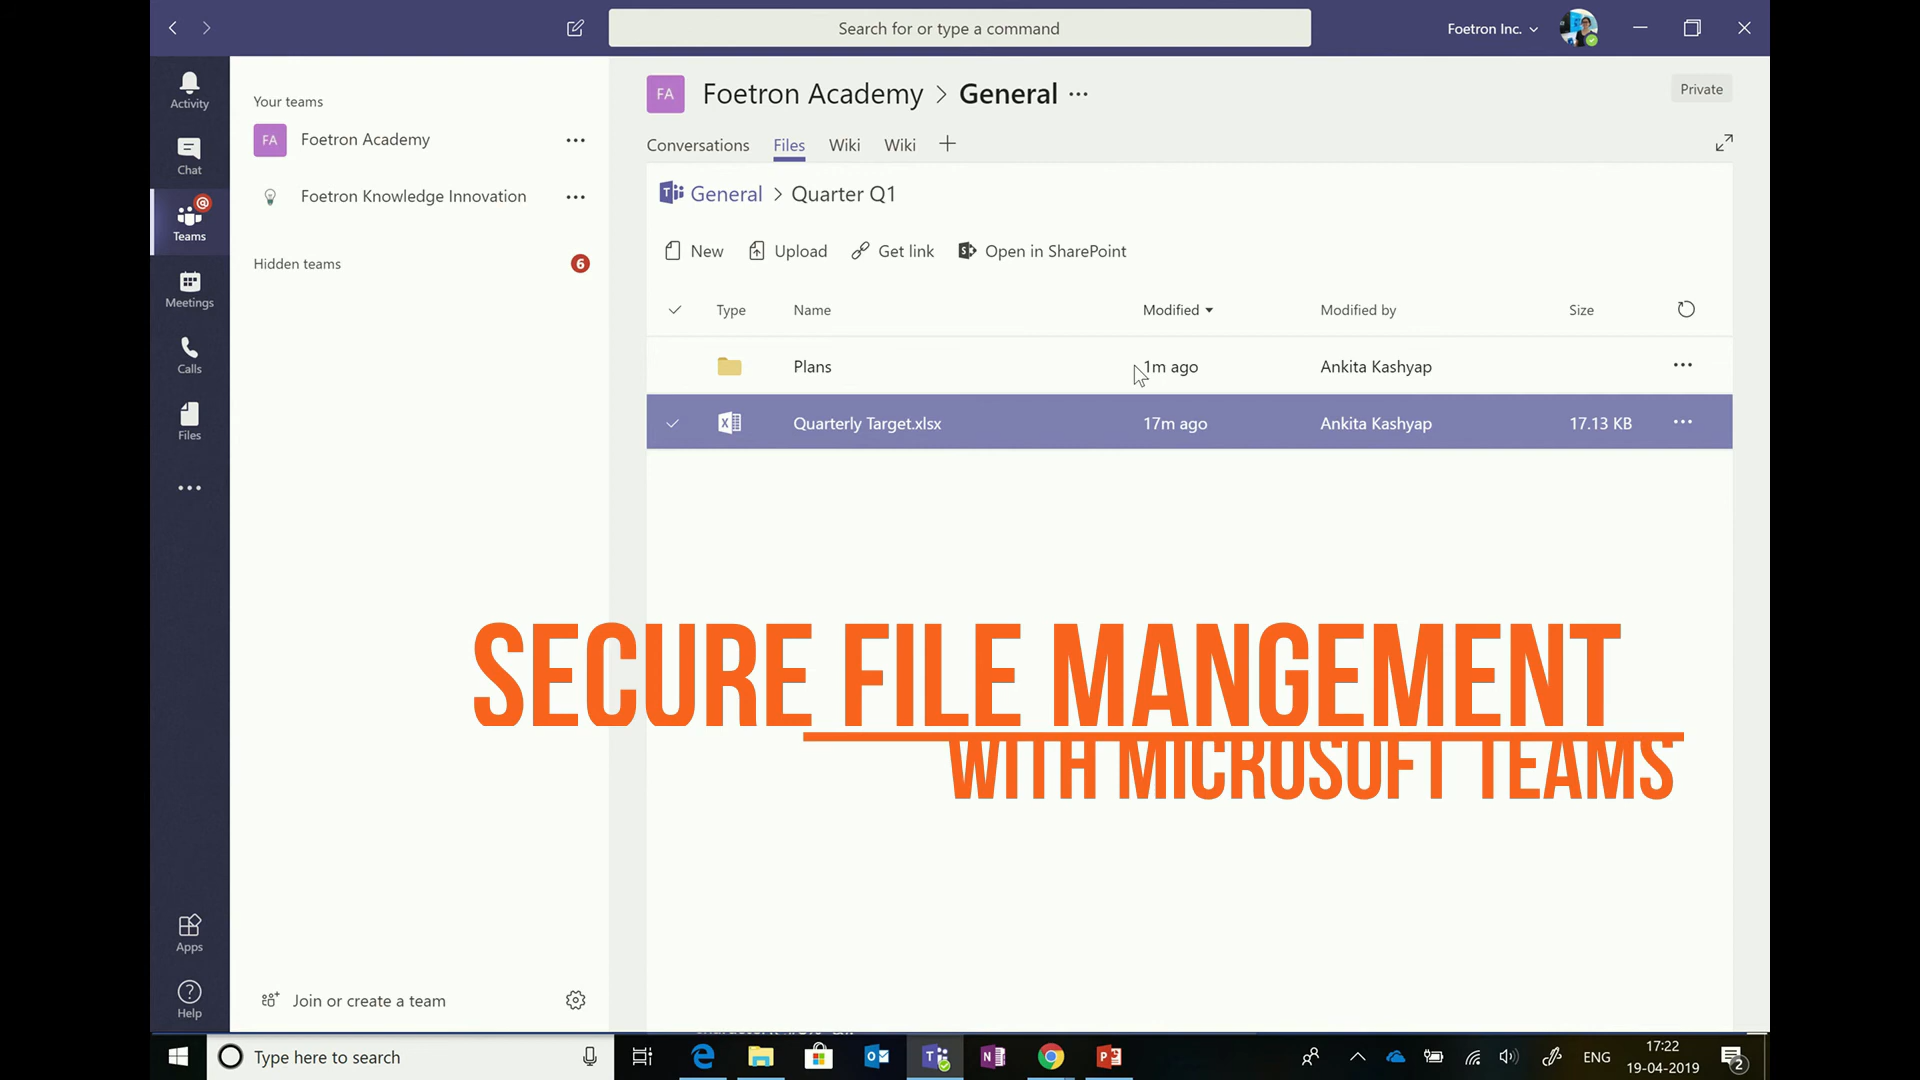 Search for or type a command
Foetron Inc.
Activity
Chat
Teams
Meetings
Calls
Files
Apps
Help
Your teams
FA Foetron Academy
Foetron Knowledge Innovation
Hidden teams 6
Join or create a team
FA Foetron Academy > General
Private
Conversations Files Wiki Wiki
General > Quarter Q1
New Upload Get link Open in SharePoint
Type Name Modified Modified by Size
Plans 1m ago Ankita Kashyap
Quarterly Target.xlsx 17m ago Ankita Kashyap 17.13 KB
SECURE FILE MANGEMENT
WITH MICROSOFT TEAMS
Type here to search
ENG
17:22
19-04-2019
2